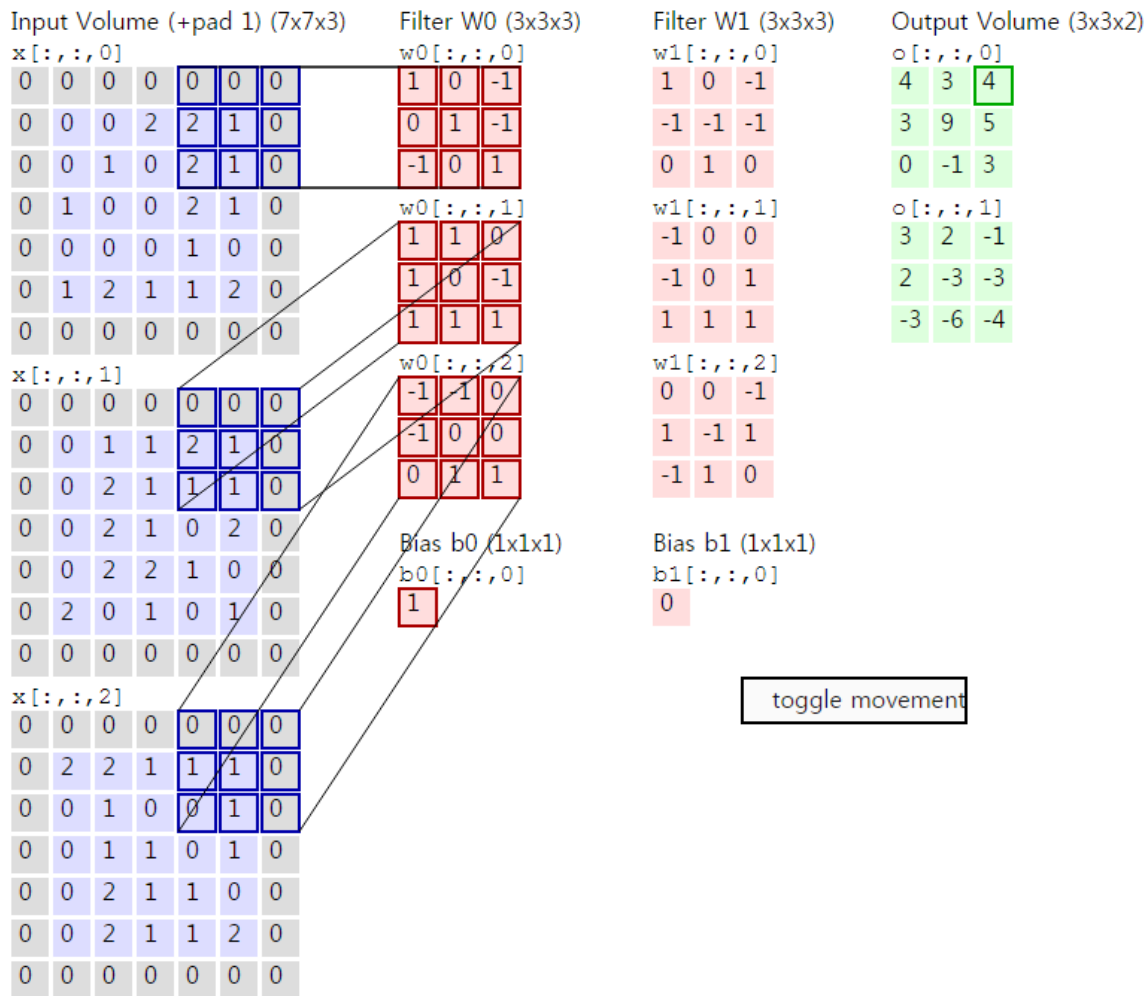 Input Volume (+pad 1) (7x7x3)
x[:,:,0]
0 0 0 0 0 0 0
0 0 0 2 2 1 0
0 0 1 0 2 1 0
0 1 0 0 2 1 0
0 0 0 0 1 0 0
0 1 2 1 1 2 0
0 0 0 0 0 0 0
x[:,:,1]
0 0 0 0 0 0 0
0 0 1 1 2 1 0
0 0 2 1 1 1 0
0 0 2 1 0 2 0
0 0 2 2 1 0 0
0 2 0 1 0 1 0
0 0 0 0 0 0 0
x[:,:,2]
0 0 0 0 0 0 0
0 2 2 1 1 1 0
0 0 1 0 0 1 0
0 0 1 1 0 1 0
0 0 2 1 1 0 0
0 0 2 1 1 2 0
0 0 0 0 0 0 0
Filter W0 (3x3x3)
w0[:,:,0]
1 0 -1
0 1 -1
-1 0 1
w0[:,:,1]
1 1 0
1 0 -1
1 1 1
w0[:,:,2]
-1 -1 0
-1 0 0
0 1 1
Bias b0 (1x1x1)
b0[:,:,0]
1
Filter W1 (3x3x3)
w1[:,:,0]
1 0 -1
-1 -1 -1
0 1 0
w1[:,:,1]
-1 0 0
-1 0 1
1 1 1
w1[:,:,2]
0 0 -1
1 -1 1
-1 1 0
Bias b1 (1x1x1)
b1[:,:,0]
0
Output Volume (3x3x2)
o[:,:,0]
4 3 4
3 9 5
0 -1 3
o[:,:,1]
3 2 -1
2 -3 -3
-3 -6 -4
toggle movement